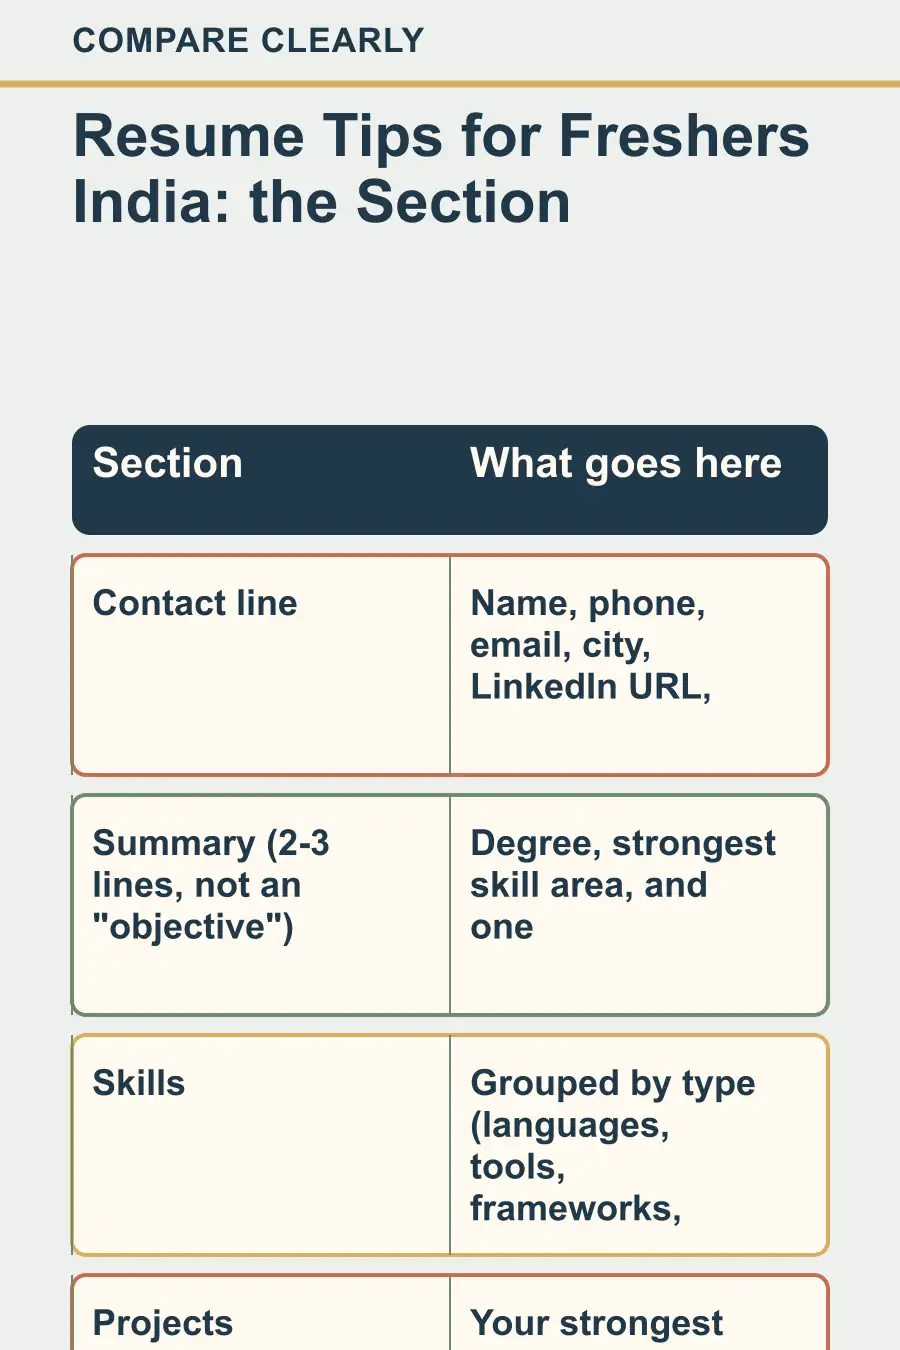 COMPARE CLEARLY
Resume Tips for Freshers
India: the Section
Section
What goes here
Contact line
Name, phone,
email, city,
LinkedIn URL,
Summary (2-3
lines, not an
"objective")
Degree, strongest
skill area, and
one
Skills
Grouped by type
(languages,
tools,
frameworks,
Projects
Your strongest